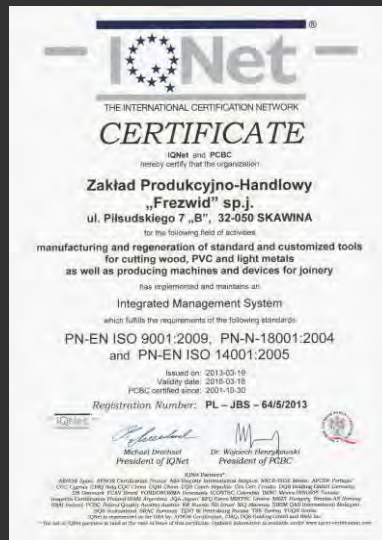 ®
IQNet
THE INTERNATIONAL CERTIFICATION NETWORK
CERTIFICATE
IQNet and PCBC
hereby certify that the organization
Zakład Produkcyjno-Handlowy
„Frezwid” sp.j.
ul. Piłsudskiego 7 „B”, 32-050 SKAWINA
for the following field of activities
manufacturing and regeneration of standard and customized tools
for cutting wood, PVC and light metals
as well as producing machines and devices for joinery
has implemented and maintains an
Integrated Management System
which fulfills the requirements of the following standards
PN-EN ISO 9001:2009, PN-N-18001:2004
and PN-EN ISO 14001:2005
Issued on: 2013-03-19
Validity date: 2016-03-18
PCBC certified since: 2001-10-30
Registration Number: PL – JBS – 64/5/2013
IQNet
Michael Drechsel
President of IQNet
Dr. Wojciech Henrykowski
President of PCBC
IQNet Partners*: